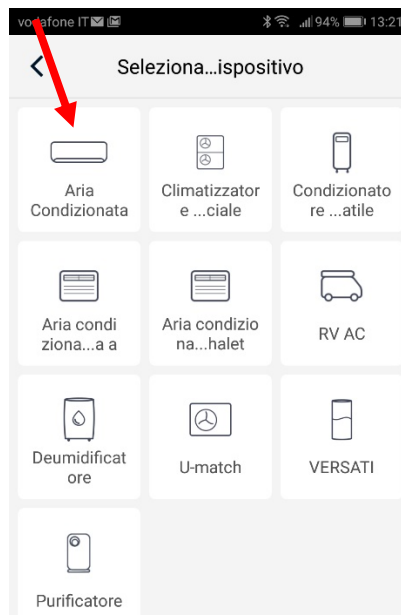 vodafone IT 94% 13:21
Seleziona...ispositivo
Aria
Condizionata
Climatizzator
e ...ciale
Condizionato
re ...atile
Aria condi
ziona...a a
Aria condizio
na...halet
RV AC
Deumidificat
ore
U-match
VERSATI
Purificatore